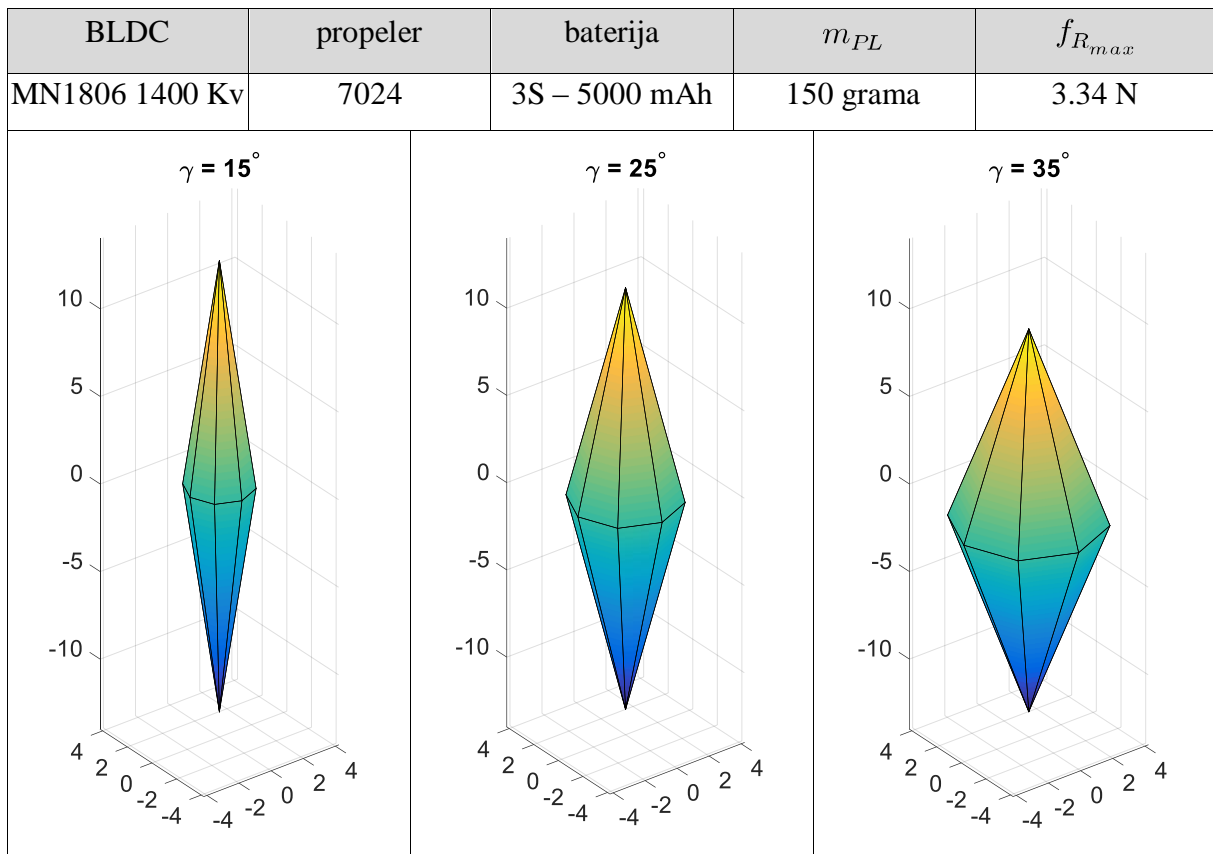 BLDC propeler baterija m_PL f_Rmax
MN1806 1400 Kv 7024 3S – 5000 mAh 150 grama 3.34 N
γ = 15° γ = 25° γ = 35°
10 10 10
5 5 5
0 0 0
-5 -5 -5
-10 -10 -10
4 2 0 -2 -4 -4 -2 0 2 4
4 2 0 -2 -4 -4 -2 0 2 4
4 2 0 -2 -4 -4 -2 0 2 4